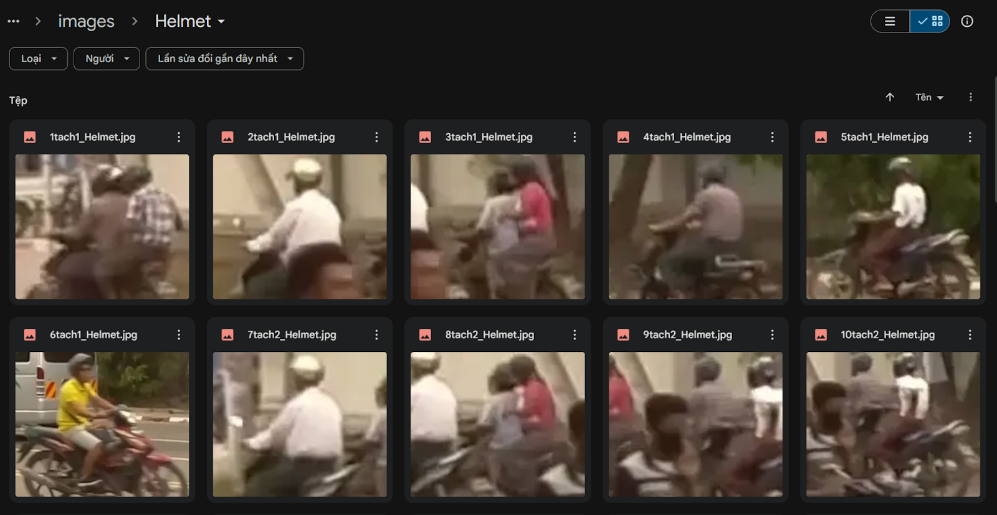 ... > images > Helmet
Loại Người Lần sửa đổi gần đây nhất
Tệp
Tên
1tach1_Helmet.jpg 2tach1_Helmet.jpg 3tach1_Helmet.jpg 4tach1_Helmet.jpg 5tach1_Helmet.jpg
6tach1_Helmet.jpg 7tach2_Helmet.jpg 8tach2_Helmet.jpg 9tach2_Helmet.jpg 10tach2_Helmet.jpg